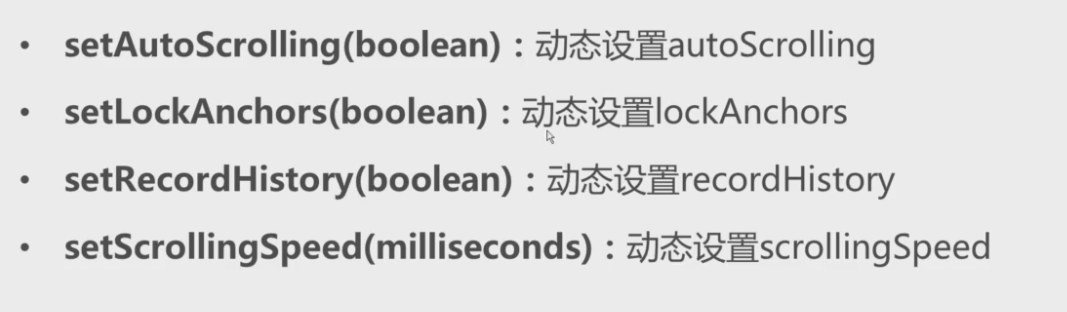 • setAutoScrolling(boolean)：动态设置autoScrolling
• setLockAnchors(boolean)：动态设置lockAnchors
• setRecordHistory(boolean)：动态设置recordHistory
• setScrollingSpeed(milliseconds)：动态设置scrollingSpeed